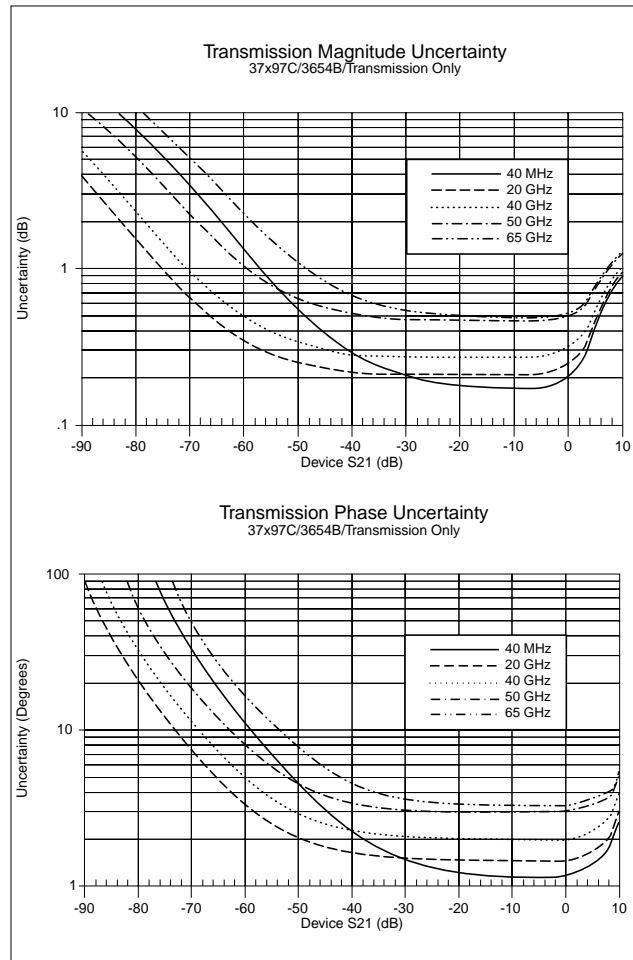 Transmission Magnitude Uncertainty
37x97C/3654B/Transmission Only
10
1
.1
Uncertainty (dB)
40 MHz
20 GHz
40 GHz
50 GHz
65 GHz
-90 -80 -70 -60 -50 -40 -30 -20 -10 -0 10
Device S21 (dB)
Transmission Phase Uncertainty
37x97C/3654B/Transmission Only
100
10
1
Uncertainty (Degrees)
40 MHz
20 GHz
40 GHz
50 GHz
65 GHz
-90 -80 -70 -60 -50 -40 -30 -20 -10 0 10
Device S21 (dB)